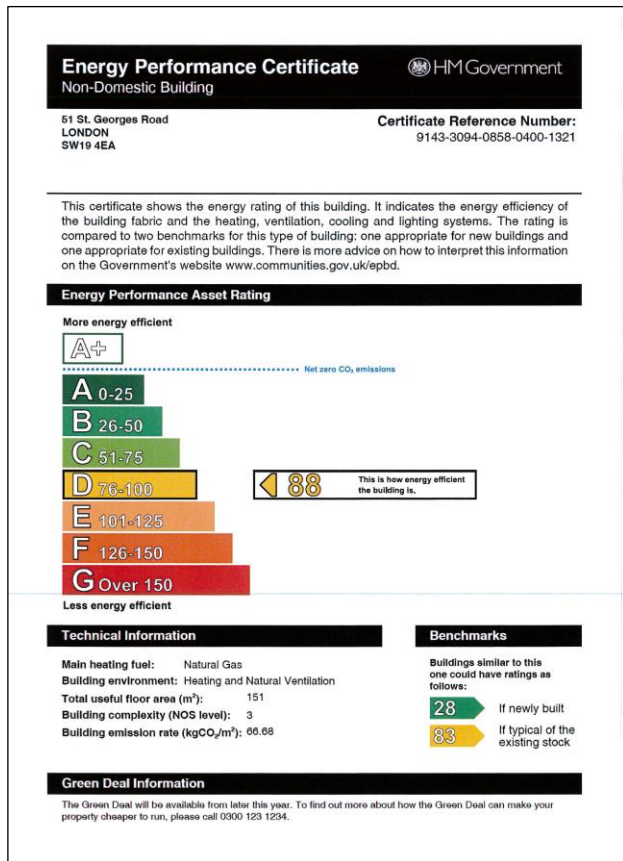 Energy Performance Certificate
Non-Domestic Building
HM Government
51 St. Georges Road
LONDON
SW19 4EA
Certificate Reference Number:
9143-3094-0858-0400-1321
This certificate shows the energy rating of this building. It indicates the energy efficiency of
the building fabric and the heating, ventilation, cooling and lighting systems. The rating is
compared to two benchmarks for this type of building: one appropriate for new buildings and
one appropriate for existing buildings. There is more advice on how to interpret this information
on the Government's website www.communities.gov.uk/epbd.
Energy Performance Asset Rating
More energy efficient
A+
Net zero CO₂ emissions
A 0-25
B 26-50
C 51-75
D 76-100
88
This is how energy efficient
the building is.
E 101-125
F 126-150
G Over 150
Less energy efficient
Technical Information
Main heating fuel: Natural Gas
Building environment: Heating and Natural Ventilation
Total useful floor area (m²): 151
Building complexity (NOS level): 3
Building emission rate (kgCO₂/m²): 66.68
Benchmarks
Buildings similar to this
one could have ratings as
follows:
28 If newly built
83 If typical of the
existing stock
Green Deal Information
The Green Deal will be available from later this year. To find out more about how the Green Deal can make your
property cheaper to run, please call 0300 123 1234.